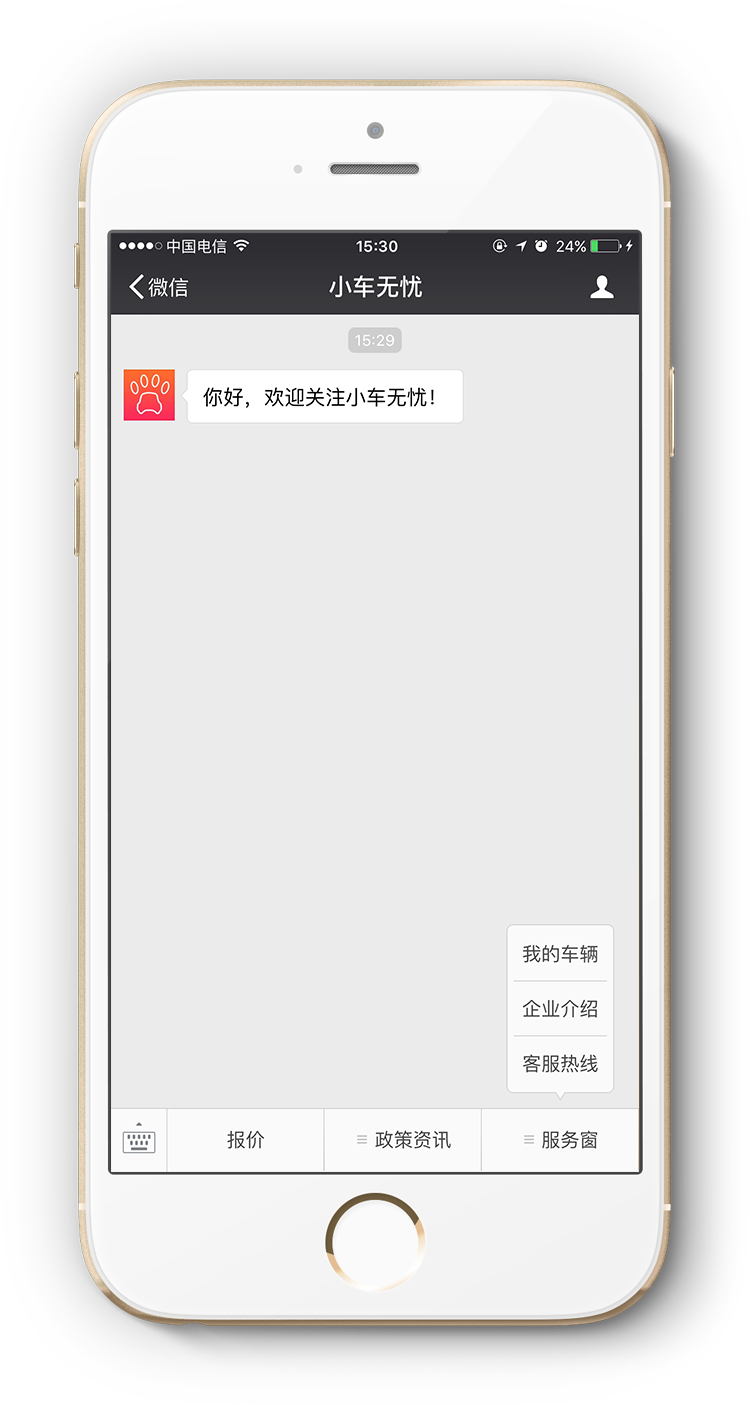 中国电信 15:30 24%
微信 小车无忧
15:29
你好，欢迎关注小车无忧！
我的车辆
企业介绍
客服热线
报价 政策资讯 服务窗